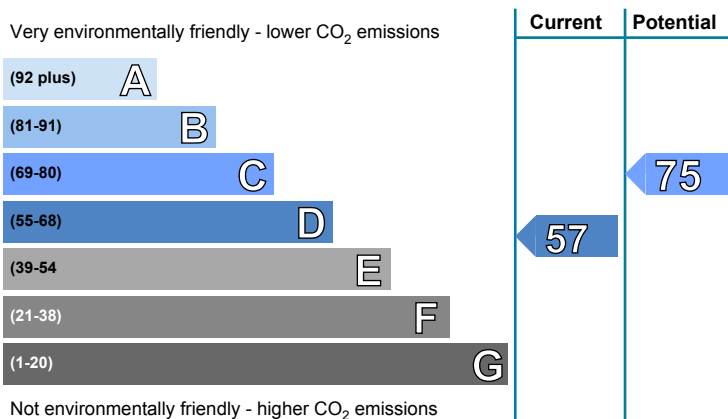 Current Potential
Very environmentally friendly - lower CO2 emissions
(92 plus) A
(81-91) B
(69-80) C
75
(55-68) D
57
(39-54 E
(21-38) F
(1-20) G
Not environmentally friendly - higher CO2 emissions